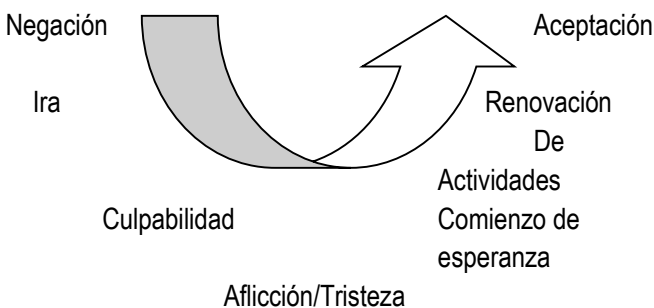 Negación
Aceptación
Ira
Renovación
De
Actividades
Culpabilidad
Comienzo de
esperanza
Aflicción/Tristeza